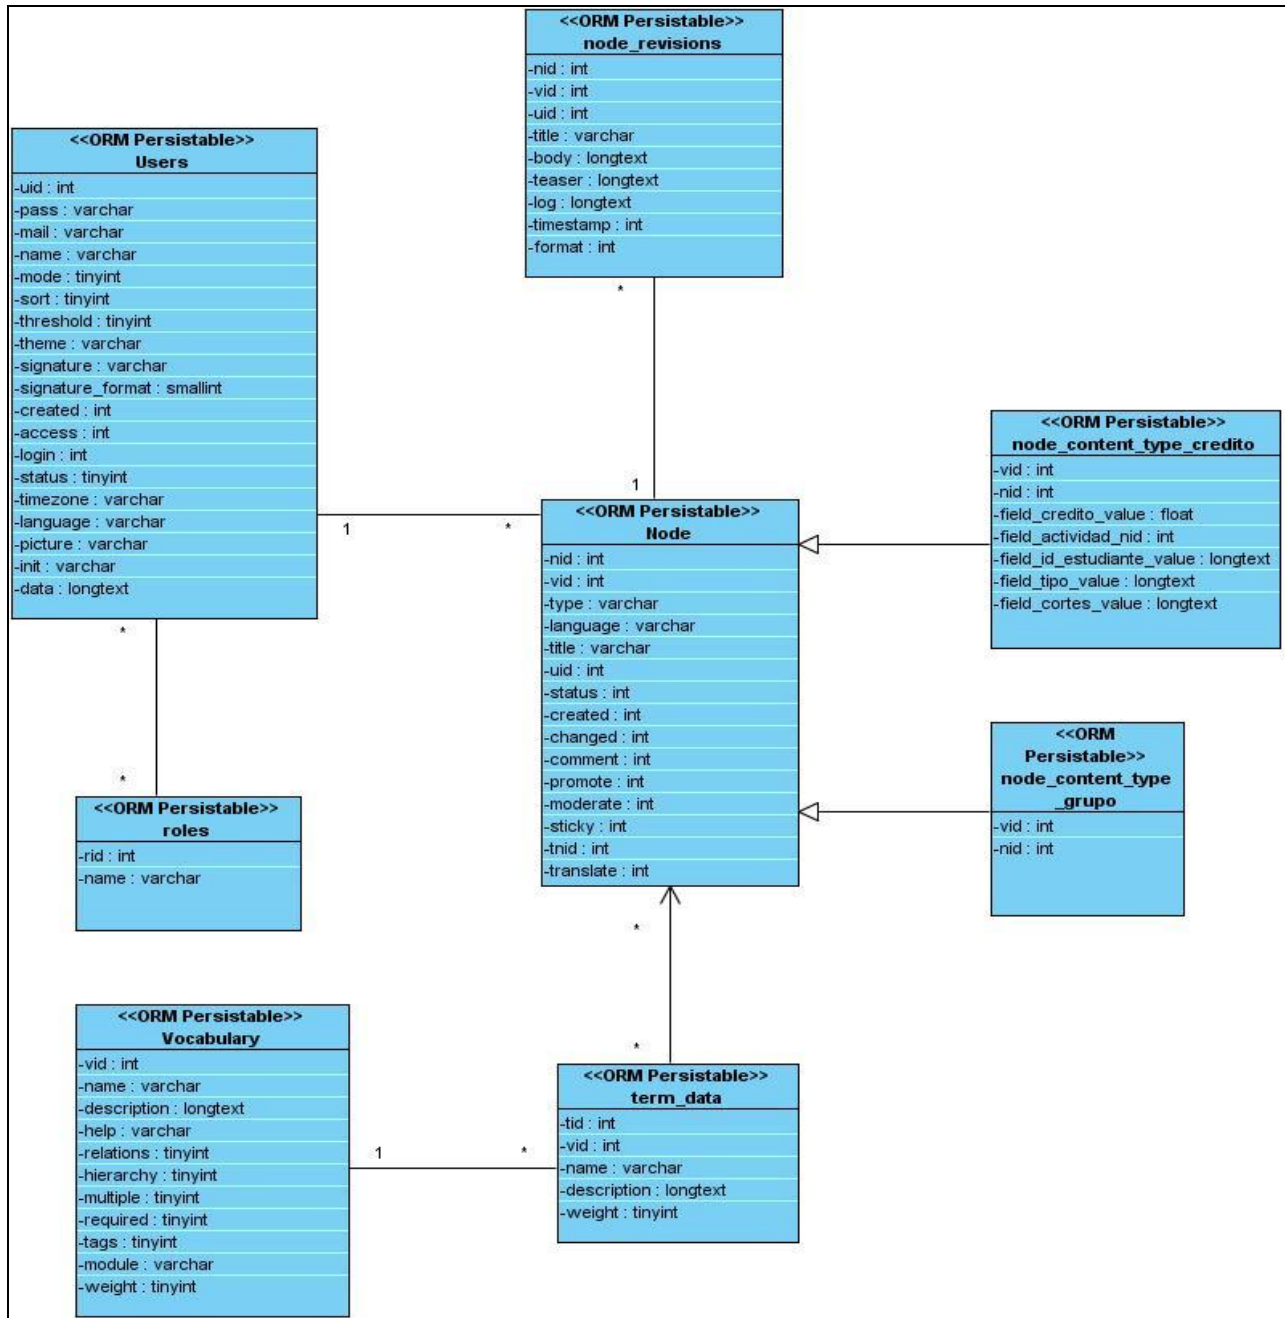 <<ORM Persistable>>
node_revisions
-nid : int
-vid : int
-uid : int
-title : varchar
-body : longtext
-teaser : longtext
-log : longtext
-timestamp : int
-format : int
<<ORM Persistable>>
Users
-uid : int
-pass : varchar
-mail : varchar
-name : varchar
-mode : tinyint
-sort : tinyint
-threshold : tinyint
-theme : varchar
-signature : varchar
-signature_format : smallint
-created : int
-access : int
-login : int
-status : tinyint
-timezone : varchar
-language : varchar
-picture : varchar
-init : varchar
-data : longtext
*
1
1
*
*
*
<<ORM Persistable>>
Node
-nid : int
-vid : int
-type : varchar
-language : varchar
-title : varchar
-uid : int
-status : int
-created : int
-changed : int
-comment : int
-promote : int
-moderate : int
-sticky : int
-tnid : int
-translate : int
<<ORM Persistable>>
node_content_type_credito
-vid : int
-nid : int
-field_credito_value : float
-field_actividad_nid : int
-field_id_estudiante_value : longtext
-field_tipo_value : longtext
-field_cortes_value : longtext
<<ORM
Persistable>>
node_content_type
_grupo
-vid : int
-nid : int
<<ORM Persistable>>
roles
-rid : int
-name : varchar
*
*
<<ORM Persistable>>
Vocabulary
-vid : int
-name : varchar
-description : longtext
-help : varchar
-relations : tinyint
-hierarchy : tinyint
-multiple : tinyint
-required : tinyint
-tags : tinyint
-module : varchar
-weight : tinyint
1
*
<<ORM Persistable>>
term_data
-tid : int
-vid : int
-name : varchar
-description : longtext
-weight : tinyint